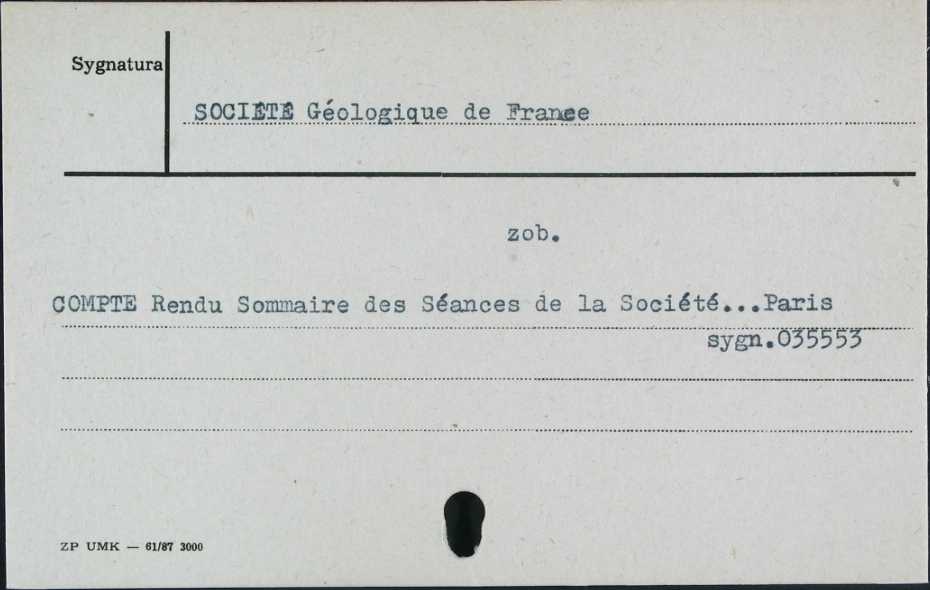 Sygnatura
SOCIÉTÉ Géologique de France
zob.
COMPTE Rendu Sommaire des Séances de la Société...Paris
sygn.035553
ZP UMK — 61/87 3000